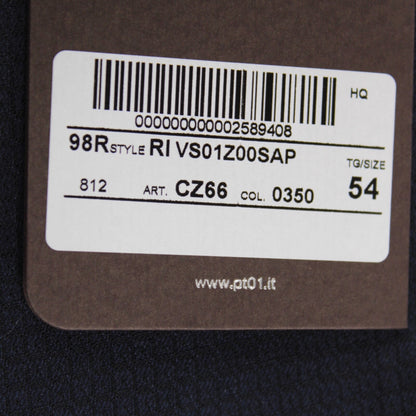 HQ
000000000002589408
98R STYLE RI VS01Z00SAP TG/SIZE
812 ART. CZ66 COL. 0350 54
www.pt01.it